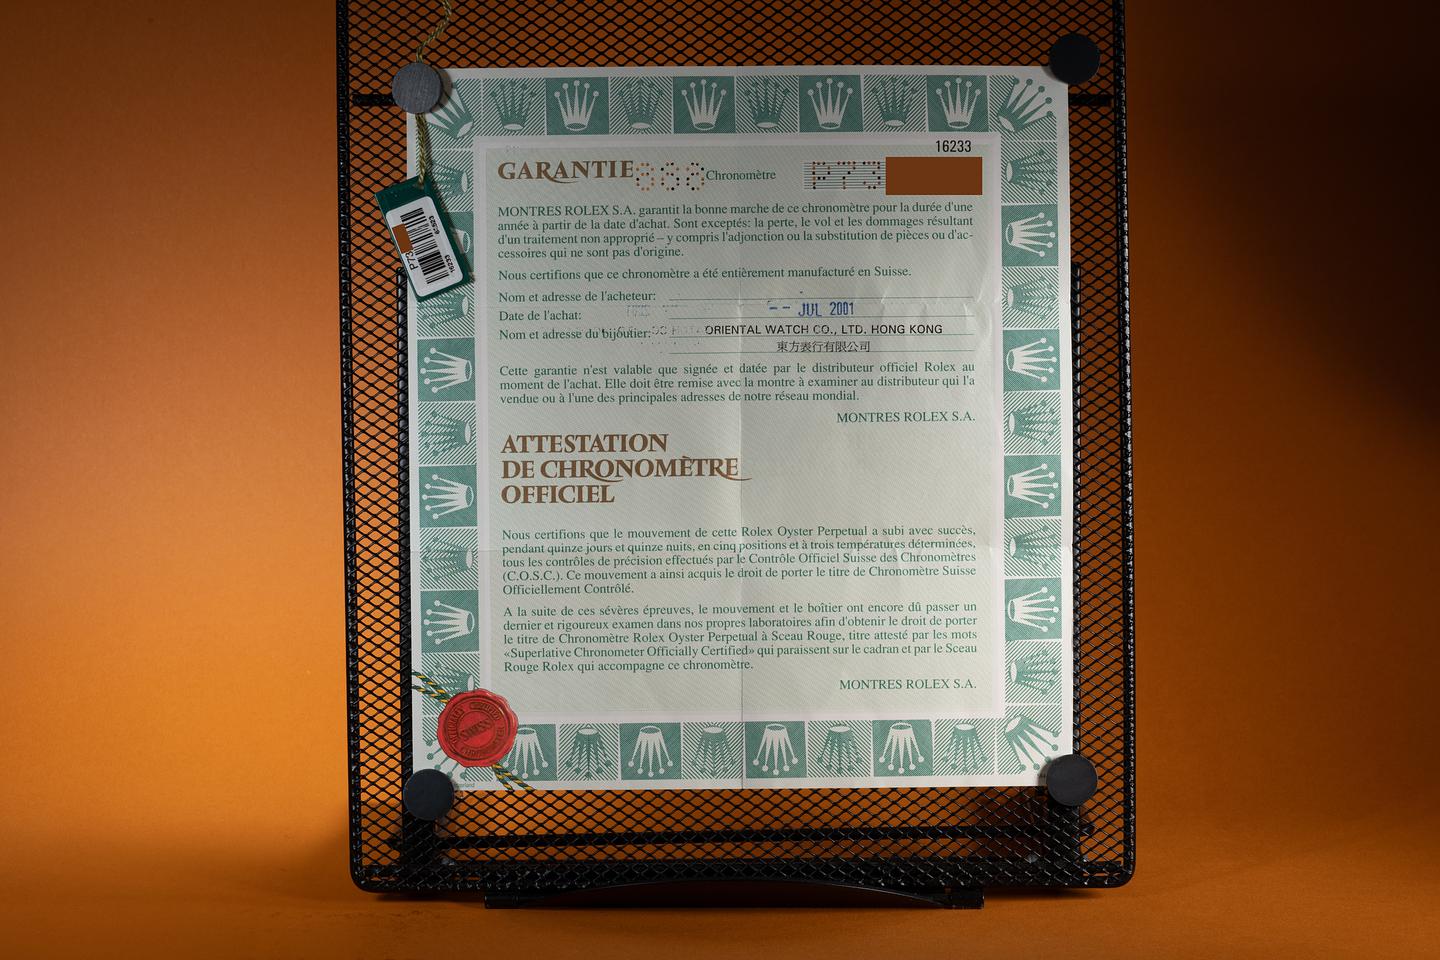 16233
GARANTIE 888 Chronomètre P73
MONTRES ROLEX S.A. garantit la bonne marche de ce chronomètre pour la durée d'une
année à partir de la date d'achat. Sont exceptés: la perte, le vol et les dommages résultant
d'un traitement non approprié – y compris l'adjonction ou la substitution de pièces ou d'ac-
cessoires qui ne sont pas d'origine.
Nous certifions que ce chronomètre a été entièrement manufacturé en Suisse.
Nom et adresse de l'acheteur:
Date de l'achat: -- JUL 2001
Nom et adresse du bijoutier: ORIENTAL WATCH CO., LTD. HONG KONG
東方表行有限公司
Cette garantie n'est valable que signée et datée par le distributeur officiel Rolex au
moment de l'achat. Elle doit être remise avec la montre à examiner au distributeur qui l'a
vendue ou à l'une des principales adresses de notre réseau mondial.
MONTRES ROLEX S.A.
ATTESTATION
DE CHRONOMÈTRE
OFFICIEL
Nous certifions que le mouvement de cette Rolex Oyster Perpetual a subi avec succès,
pendant quinze jours et quinze nuits, en cinq positions et à trois températures déterminées,
tous les contrôles de précision effectués par le Contrôle Officiel Suisse des Chronomètres
(C.O.S.C.). Ce mouvement a ainsi acquis le droit de porter le titre de Chronomètre Suisse
Officiellement Contrôlé.
A la suite de ces sévères épreuves, le mouvement et le boîtier ont encore dû passer un
dernier et rigoureux examen dans nos propres laboratoires afin d'obtenir le droit de porter
le titre de Chronomètre Rolex Oyster Perpetual à Sceau Rouge, titre attesté par les mots
«Superlative Chronometer Officially Certified» qui paraissent sur le cadran et par le Sceau
Rouge Rolex qui accompagne ce chronomètre.
MONTRES ROLEX S.A.
P73
16233